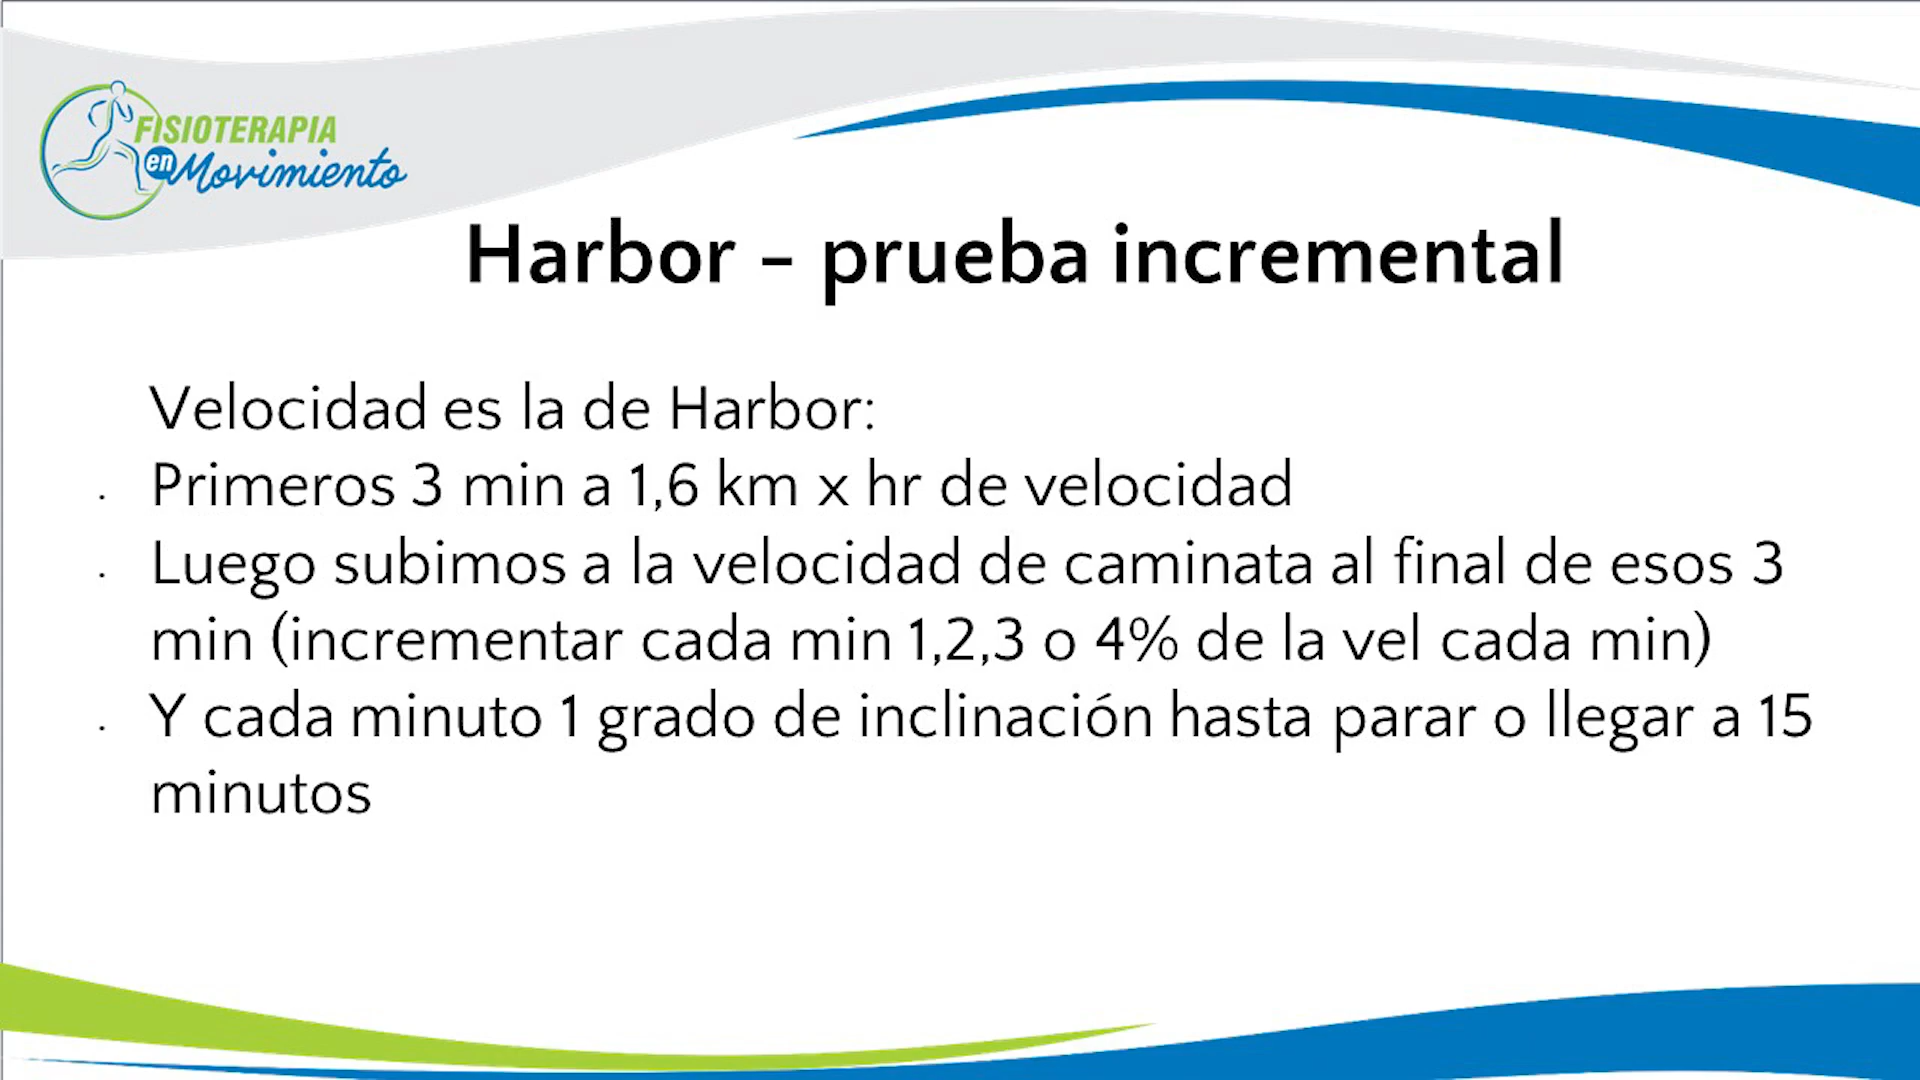 FISIOTERAPIA
en Movimiento
Harbor – prueba incremental
Velocidad es la de Harbor:
· Primeros 3 min a 1,6 km x hr de velocidad
· Luego subimos a la velocidad de caminata al final de esos 3
min (incrementar cada min 1,2,3 o 4% de la vel cada min)
· Y cada minuto 1 grado de inclinación hasta parar o llegar a 15
minutos